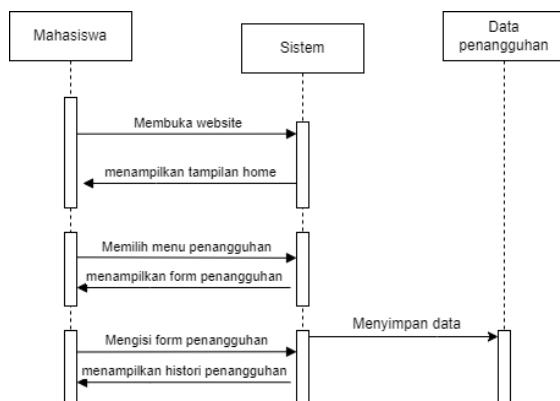 Mahasiswa
Sistem
Data
penangguhan
Membuka website
menampilkan tampilan home
Memilih menu penangguhan
menampilkan form penangguhan
Menyimpan data
Mengisi form penangguhan
menampilkan histori penangguhan